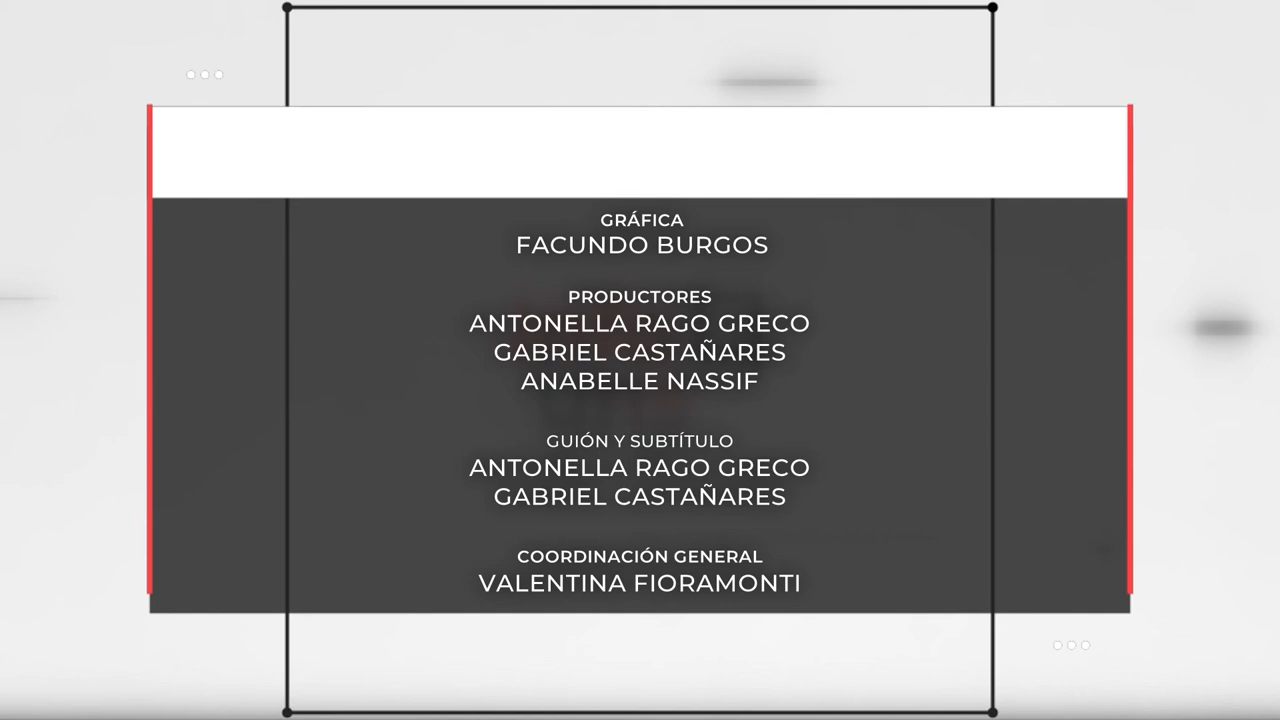 GRÁFICA
FACUNDO BURGOS
PRODUCTORES
ANTONELLA RAGO GRECO
GABRIEL CASTAÑARES
ANABELLE NASSIF
GUIÓN Y SUBTÍTULO
ANTONELLA RAGO GRECO
GABRIEL CASTAÑARES
COORDINACIÓN GENERAL
VALENTINA FIORAMONTI